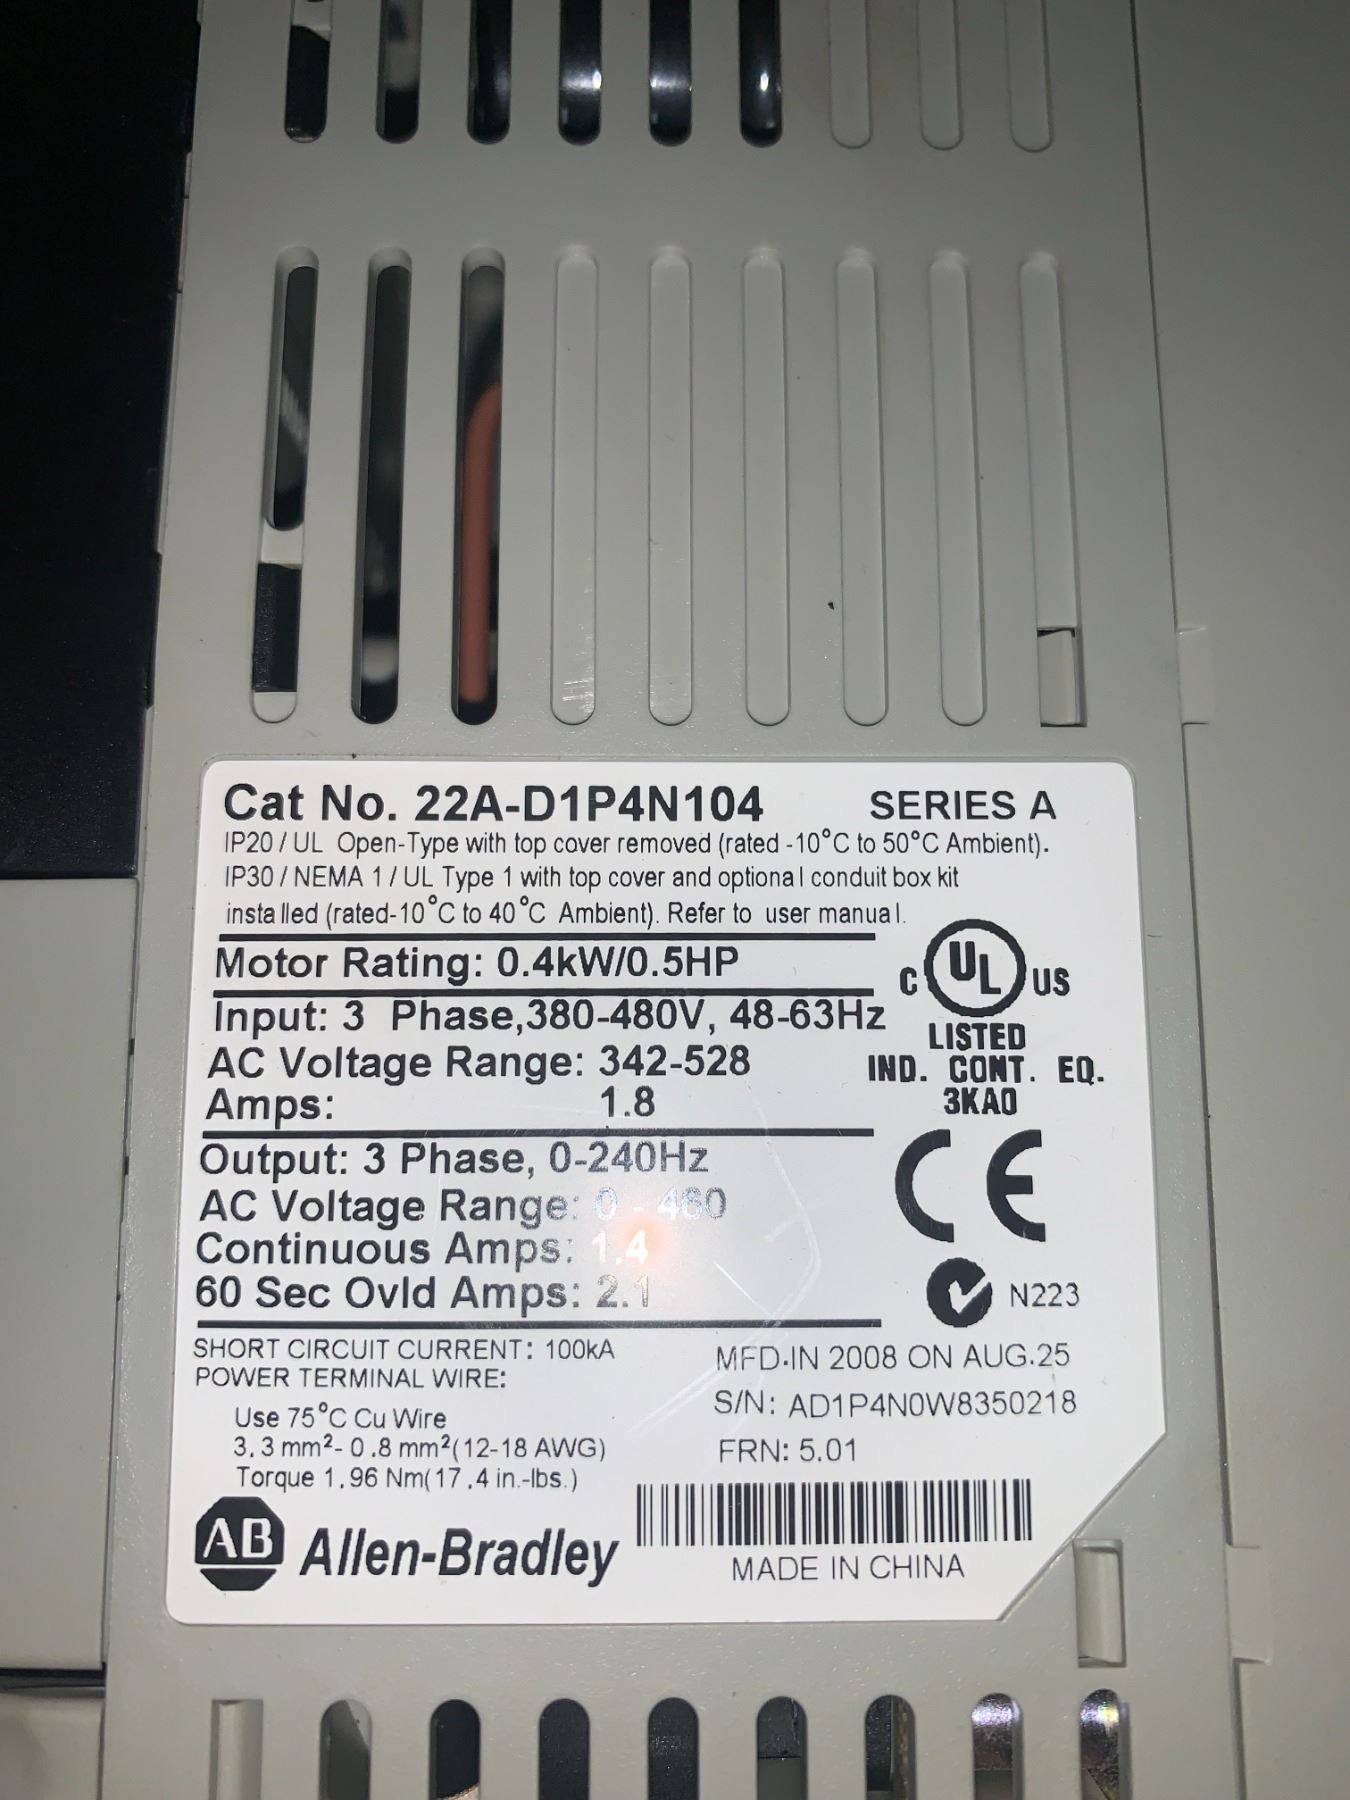 Cat No. 22A-D1P4N104 SERIES A
IP20 / UL Open-Type with top cover removed (rated -10°C to 50°C Ambient).
IP30 / NEMA 1 / UL Type 1 with top cover and optional conduit box kit
installed (rated-10°C to 40°C Ambient). Refer to user manual.
Motor Rating: 0.4kW/0.5HP
C UL US
Input: 3 Phase,380-480V, 48-63Hz
LISTED
AC Voltage Range: 342-528
IND. CONT. EQ.
Amps: 1.8
3KA0
Output: 3 Phase, 0-240Hz
CE
AC Voltage Range: 0 - 460
Continuous Amps: 1.4
60 Sec Ovld Amps: 2.1
N223
SHORT CIRCUIT CURRENT: 100kA
POWER TERMINAL WIRE:
Use 75°C Cu Wire
3.3 mm²- 0.8 mm²(12-18 AWG)
Torque 1.96 Nm(17.4 in.-lbs.)
MFD.IN 2008 ON AUG.25
S/N: AD1P4N0W8350218
FRN: 5.01
AB Allen-Bradley
MADE IN CHINA